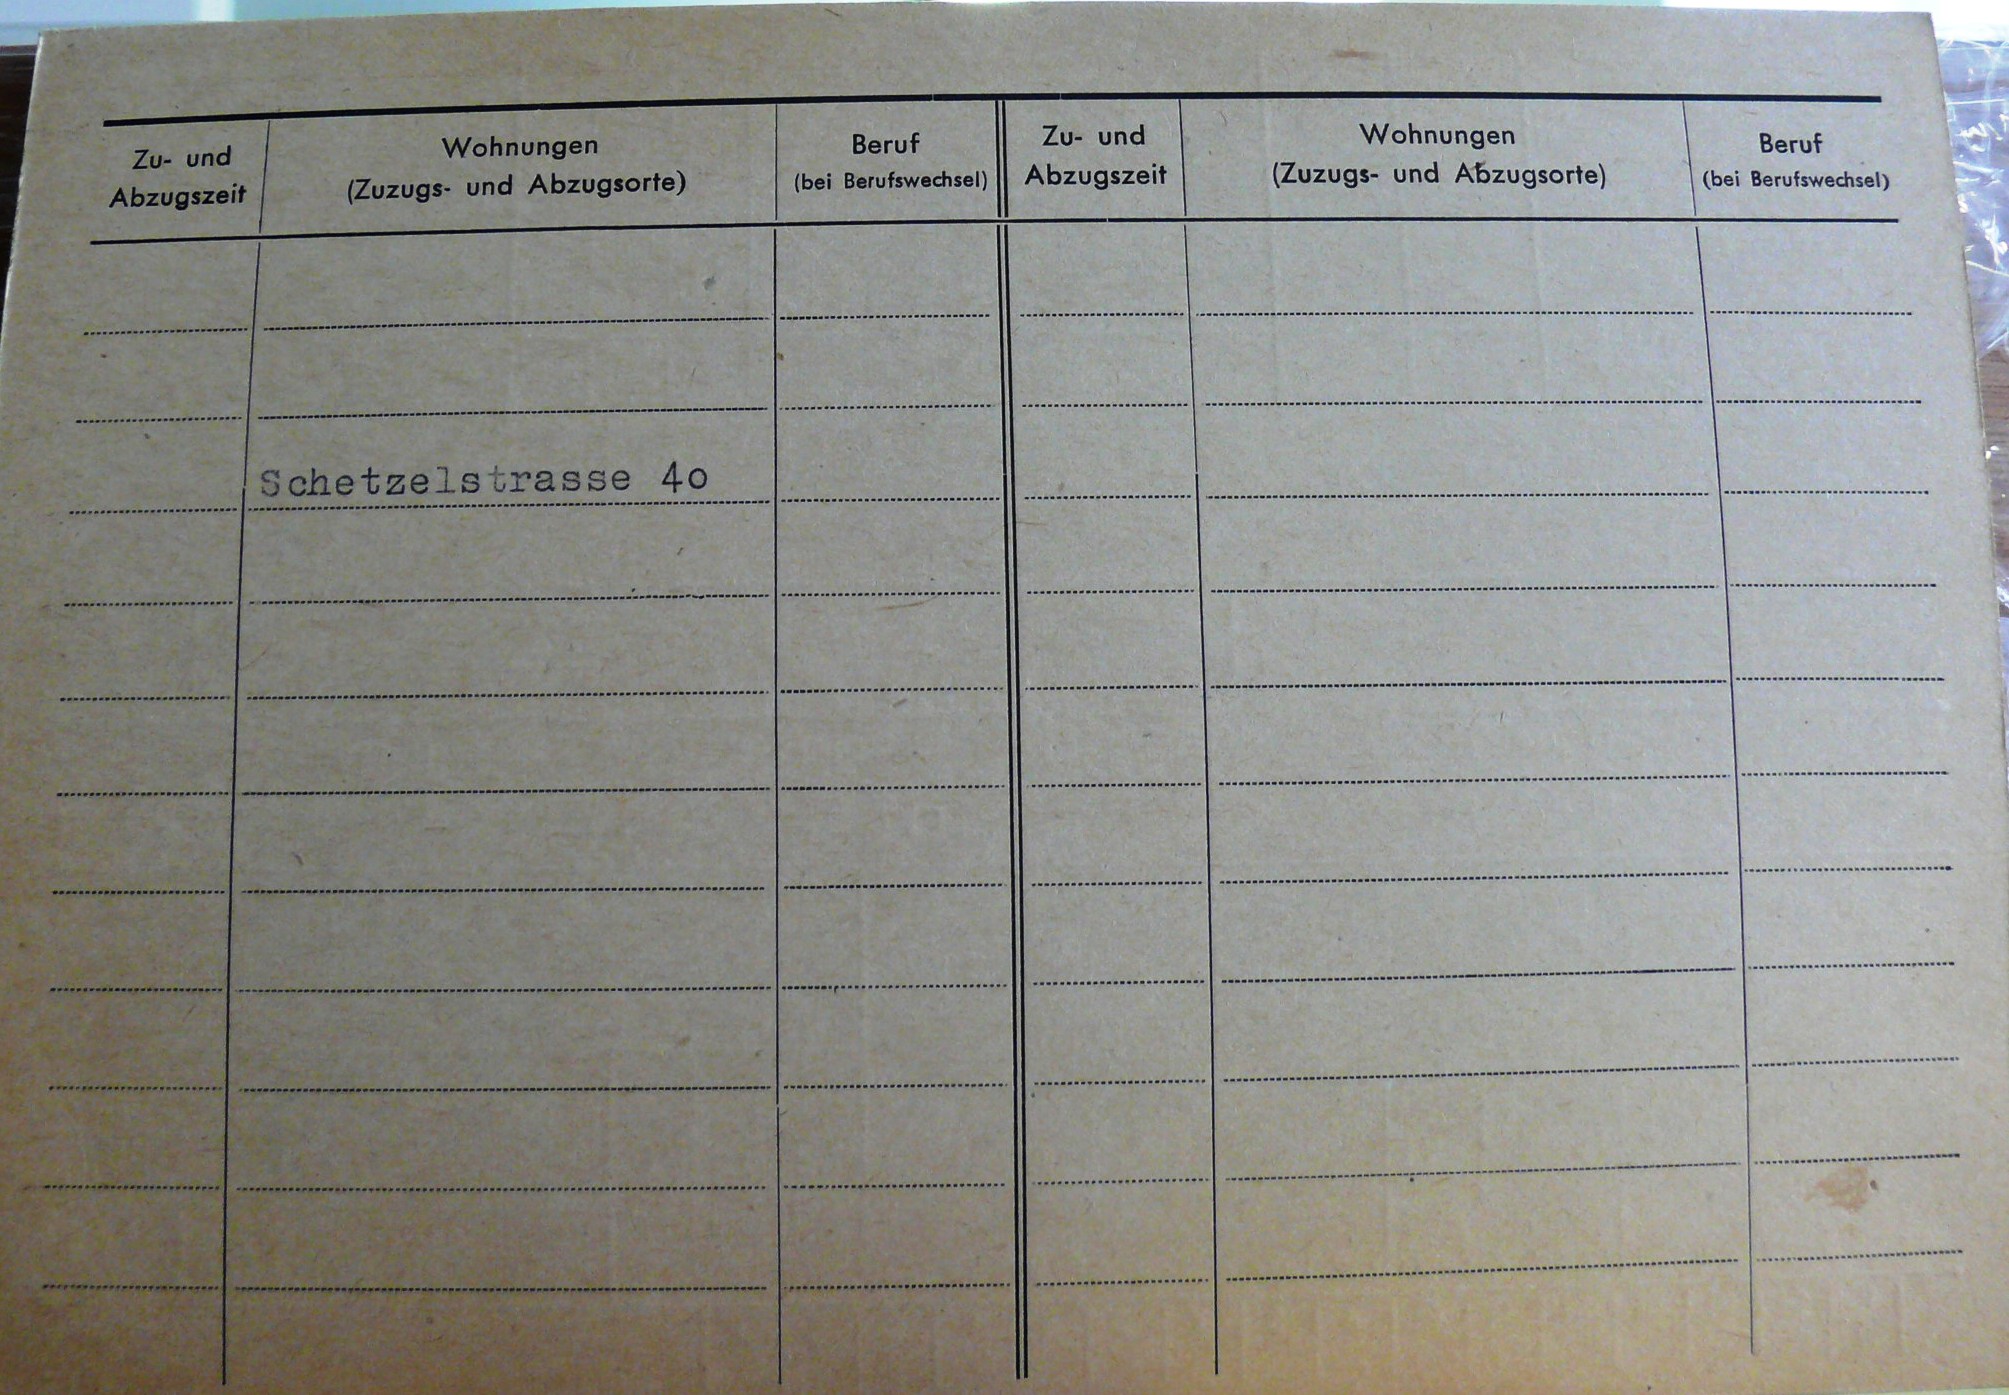 Zu- und
Abzugszeit
Wohnungen
(Zuzugs- und Abzugsorte)
Beruf
(bei Berufswechsel)
Zu- und
Abzugszeit
Wohnungen
(Zuzugs- und Abzugsorte)
Beruf
(bei Berufswechsel)
Schetzelstrasse 4o